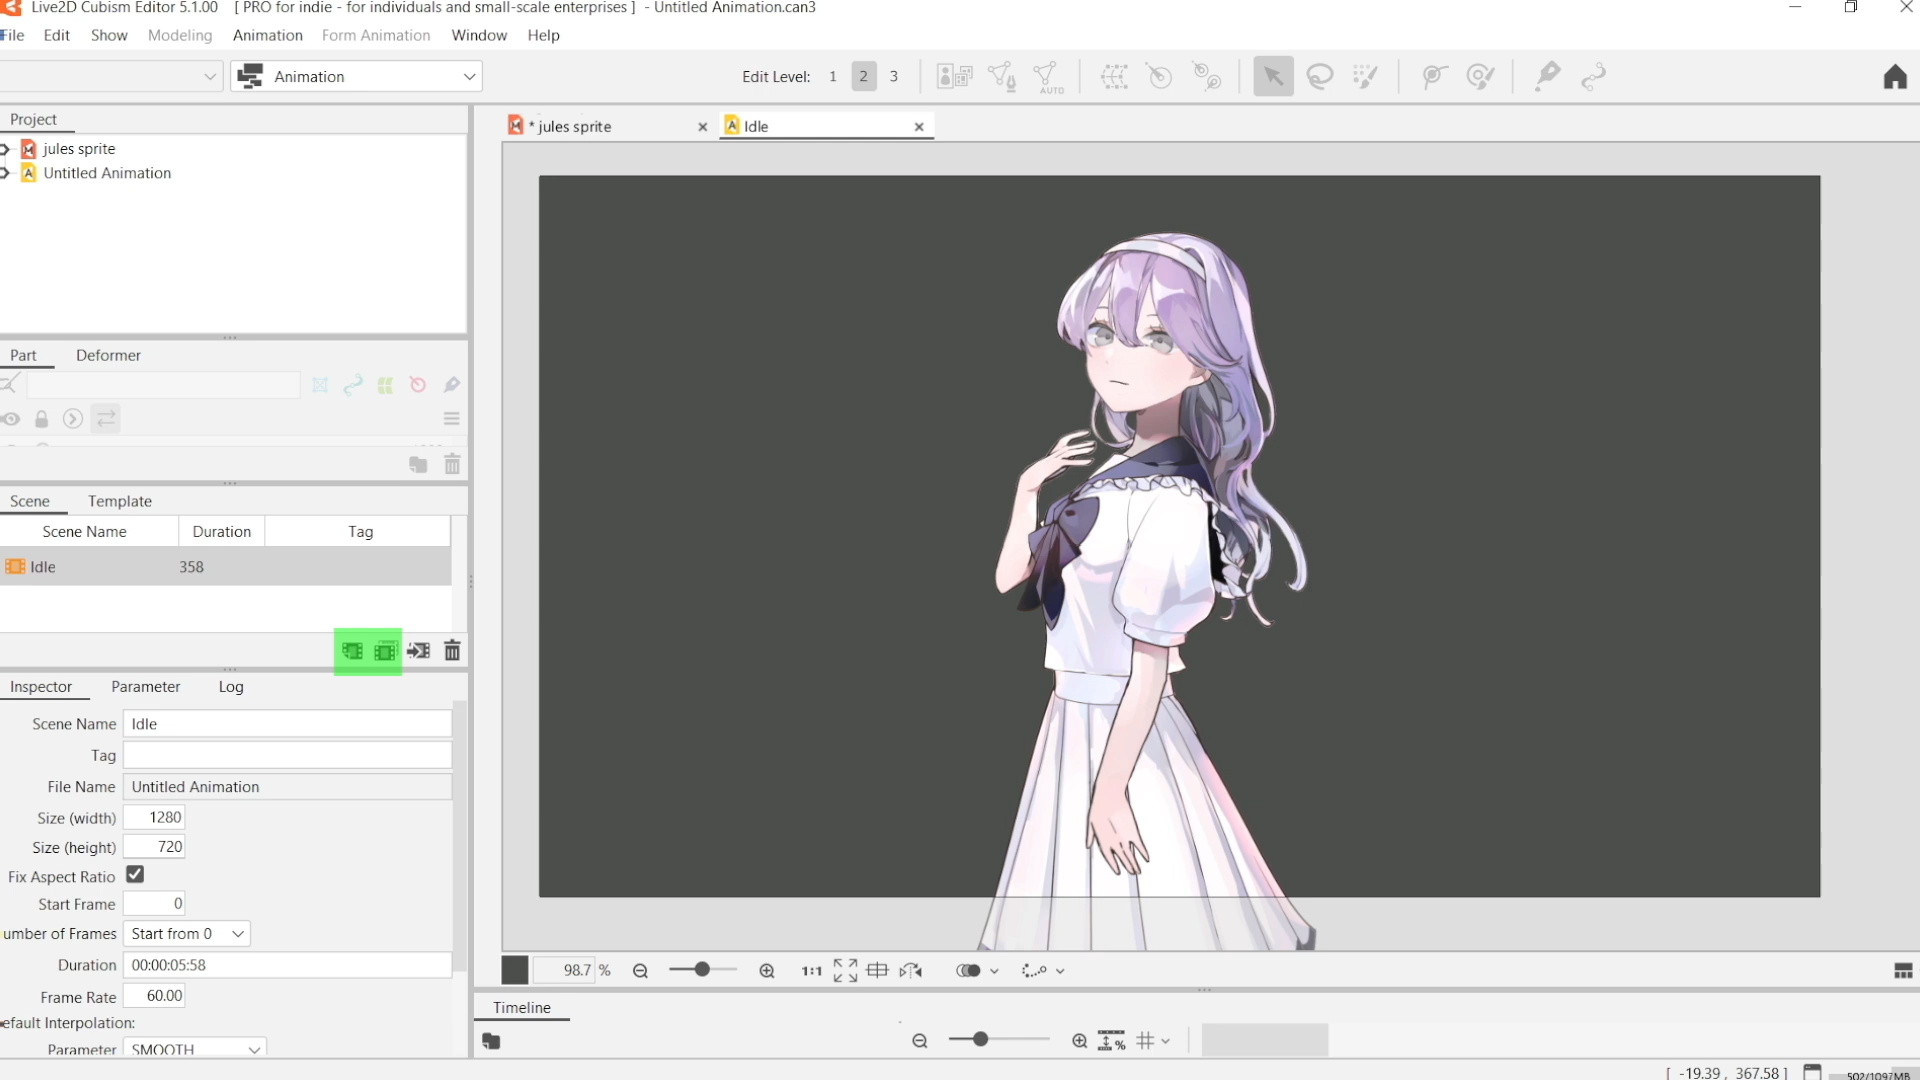 Live2D Cubism Editor 5.1.00 [ PRO for indie - for individuals and small-scale enterprises ] - Untitled Animation.can3
File Edit Show Modeling Animation Form Animation Window Help
Animation
Edit Level: 1 2 3
AUTO
Project
* jules sprite
Idle
jules sprite
Untitled Animation
Part Deformer
Scene Template
Scene Name Duration Tag
Idle 358
Inspector Parameter Log
Scene Name Idle
Tag
File Name Untitled Animation
Size (width) 1280
Size (height) 720
Fix Aspect Ratio
Start Frame 0
umber of Frames Start from 0
Duration 00:00:05:58
98.7 % 1:1
Frame Rate 60.00
Timeline
efault Interpolation:
Parameter SMOOTH
%
[ -19.39 , 367.58 ] 502/1097MB